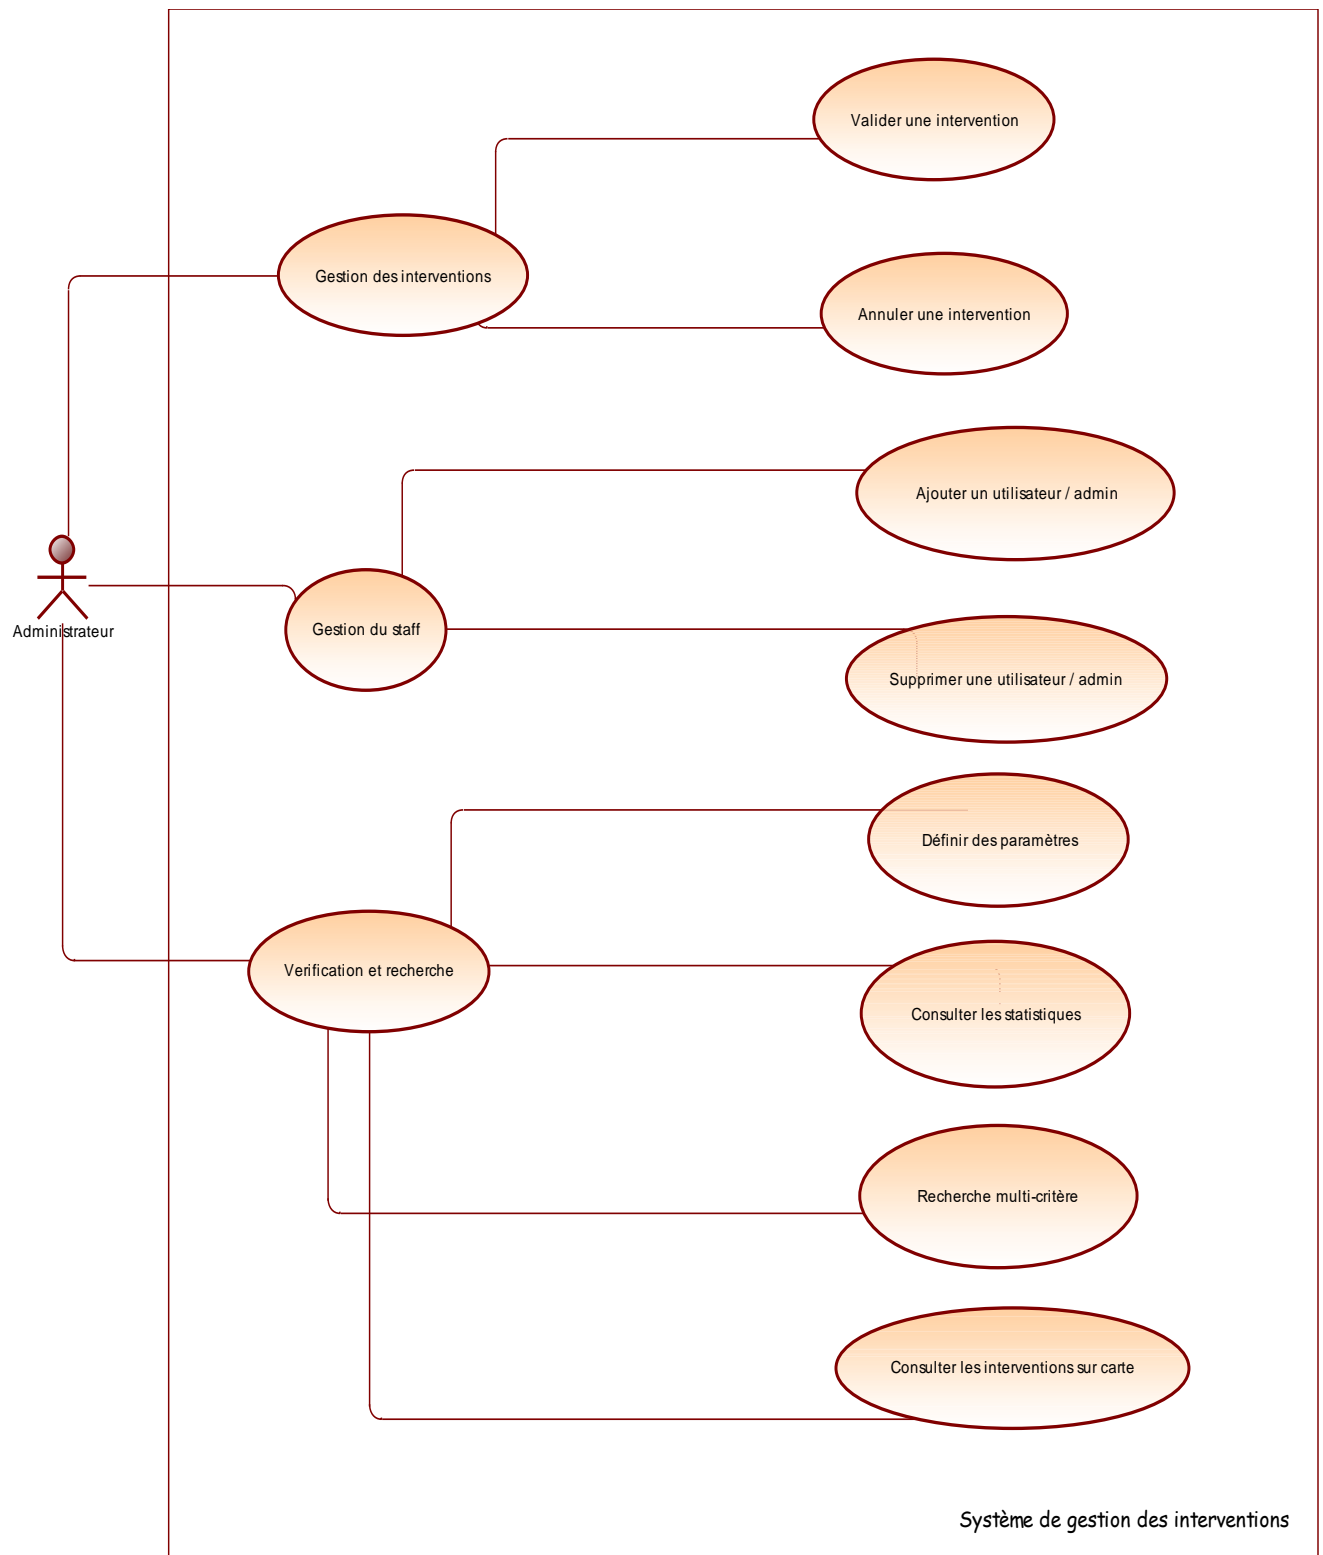 Valider une intervention
Gestion des interventions
Annuler une intervention
Ajouter un utilisateur / admin
Administrateur
Gestion du staff
Supprimer une utilisateur / admin
Définir des paramètres
Verification et recherche
Consulter les statistiques
Recherche multi-critère
Consulter les interventions sur carte
Système de gestion des interventions